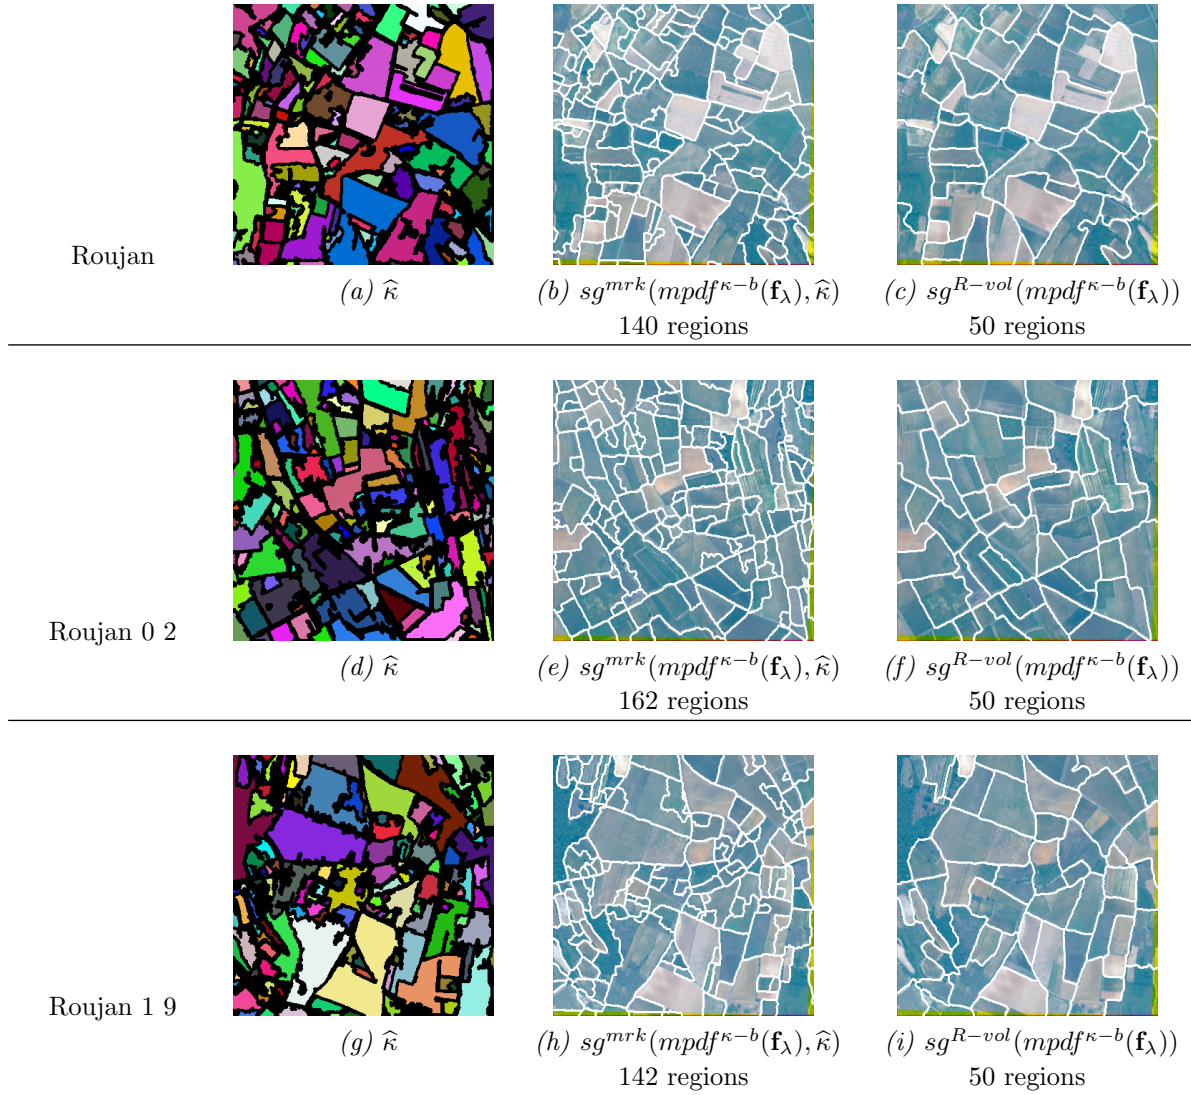 Roujan
(a) κ̂
(b) sg^{mrk}(mpdf^{κ−b}(f_λ), κ̂)
140 regions
(c) sg^{R−vol}(mpdf^{κ−b}(f_λ))
50 regions
Roujan 0 2
(d) κ̂
(e) sg^{mrk}(mpdf^{κ−b}(f_λ), κ̂)
162 regions
(f) sg^{R−vol}(mpdf^{κ−b}(f_λ))
50 regions
Roujan 1 9
(g) κ̂
(h) sg^{mrk}(mpdf^{κ−b}(f_λ), κ̂)
142 regions
(i) sg^{R−vol}(mpdf^{κ−b}(f_λ))
50 regions